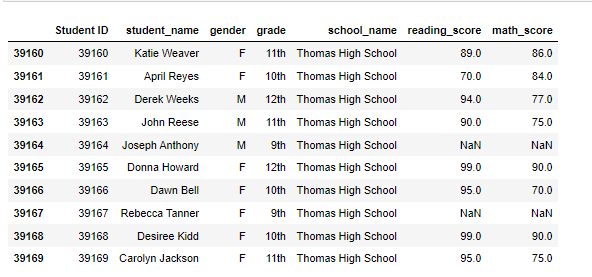 Student ID student_name gender grade school_name reading_score math_score
39160 39160 Katie Weaver F 11th Thomas High School 89.0 86.0
39161 39161 April Reyes F 10th Thomas High School 70.0 84.0
39162 39162 Derek Weeks M 12th Thomas High School 94.0 77.0
39163 39163 John Reese M 11th Thomas High School 90.0 75.0
39164 39164 Joseph Anthony M 9th Thomas High School NaN NaN
39165 39165 Donna Howard F 12th Thomas High School 99.0 90.0
39166 39166 Dawn Bell F 10th Thomas High School 95.0 70.0
39167 39167 Rebecca Tanner F 9th Thomas High School NaN NaN
39168 39168 Desiree Kidd F 10th Thomas High School 99.0 90.0
39169 39169 Carolyn Jackson F 11th Thomas High School 95.0 75.0